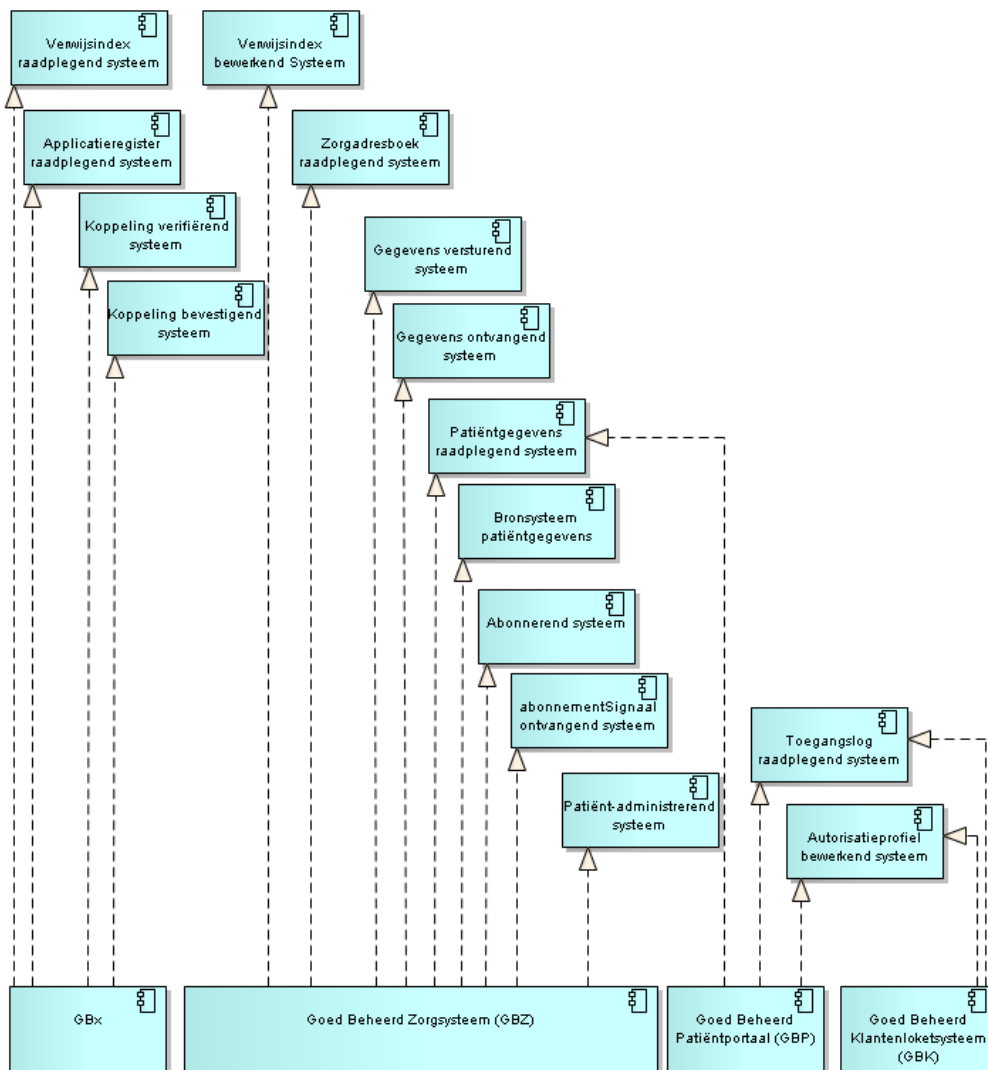 Verwijsindex
raadplegend systeem
Verwijsindex
bewerkend Systeem
Applicatieregister
raadplegend systeem
Zorgadresboek
raadplegend systeem
Koppeling verifiërend
systeem
Gegevens versturend
systeem
Koppeling bevestigend
systeem
Gegevens ontvangend
systeem
Patiëntgegevens
raadplegend systeem
Bronsysteem
patiëntgegevens
Abonnerend systeem
abonnementSignaal
ontvangend systeem
Toegangslog
raadplegend systeem
Patiënt-administrerend
systeem
Autorisatieprofiel
bewerkend systeem
GBx
Goed Beheerd Zorgsysteem (GBZ)
Goed Beheerd
Patiëntportaal (GBP)
Goed Beheerd
Klantenloketsysteem
(GBK)